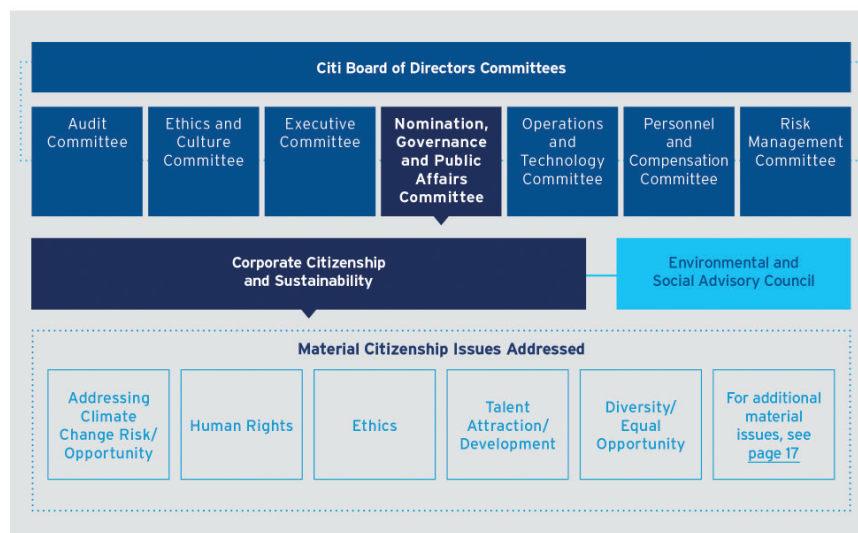 Citi Board of Directors Committees
Audit
Committee
Ethics and
Culture
Committee
Executive
Committee
Nomination,
Governance
and Public
Affairs
Committee
Operations
and
Technology
Committee
Personnel
and
Compensation
Committee
Risk
Management
Committee
Corporate Citizenship
and Sustainability
Environmental and
Social Advisory Council
Material Citizenship Issues Addressed
Addressing
Climate
Change Risk/
Opportunity
Human Rights
Ethics
Talent
Attraction/
Development
Diversity/
Equal
Opportunity
For additional
material
issues, see
page 17